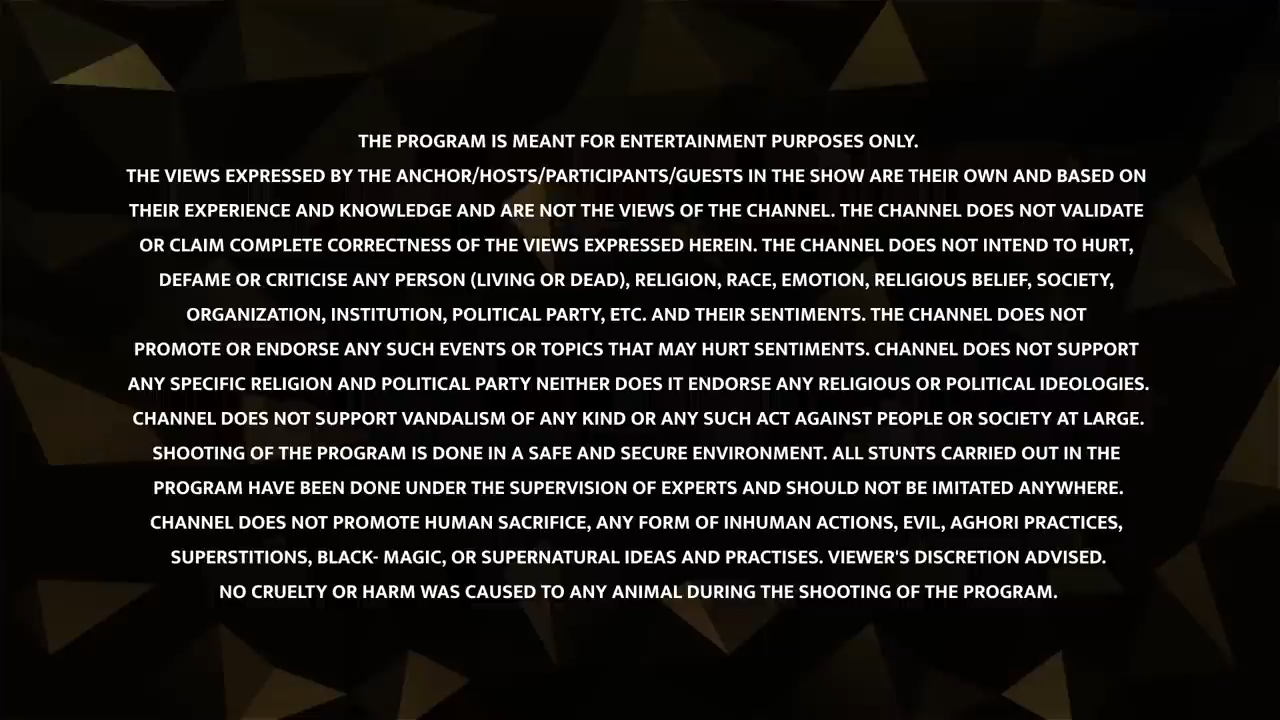 THE PROGRAM IS MEANT FOR ENTERTAINMENT PURPOSES ONLY.
THE VIEWS EXPRESSED BY THE ANCHOR/HOSTS/PARTICIPANTS/GUESTS IN THE SHOW ARE THEIR OWN AND BASED ON
THEIR EXPERIENCE AND KNOWLEDGE AND ARE NOT THE VIEWS OF THE CHANNEL. THE CHANNEL DOES NOT VALIDATE
OR CLAIM COMPLETE CORRECTNESS OF THE VIEWS EXPRESSED HEREIN. THE CHANNEL DOES NOT INTEND TO HURT,
DEFAME OR CRITICISE ANY PERSON (LIVING OR DEAD), RELIGION, RACE, EMOTION, RELIGIOUS BELIEF, SOCIETY,
ORGANIZATION, INSTITUTION, POLITICAL PARTY, ETC. AND THEIR SENTIMENTS. THE CHANNEL DOES NOT
PROMOTE OR ENDORSE ANY SUCH EVENTS OR TOPICS THAT MAY HURT SENTIMENTS. CHANNEL DOES NOT SUPPORT
ANY SPECIFIC RELIGION AND POLITICAL PARTY NEITHER DOES IT ENDORSE ANY RELIGIOUS OR POLITICAL IDEOLOGIES.
CHANNEL DOES NOT SUPPORT VANDALISM OF ANY KIND OR ANY SUCH ACT AGAINST PEOPLE OR SOCIETY AT LARGE.
SHOOTING OF THE PROGRAM IS DONE IN A SAFE AND SECURE ENVIRONMENT. ALL STUNTS CARRIED OUT IN THE
PROGRAM HAVE BEEN DONE UNDER THE SUPERVISION OF EXPERTS AND SHOULD NOT BE IMITATED ANYWHERE.
CHANNEL DOES NOT PROMOTE HUMAN SACRIFICE, ANY FORM OF INHUMAN ACTIONS, EVIL, AGHORI PRACTICES,
SUPERSTITIONS, BLACK- MAGIC, OR SUPERNATURAL IDEAS AND PRACTISES. VIEWER'S DISCRETION ADVISED.
NO CRUELTY OR HARM WAS CAUSED TO ANY ANIMAL DURING THE SHOOTING OF THE PROGRAM.